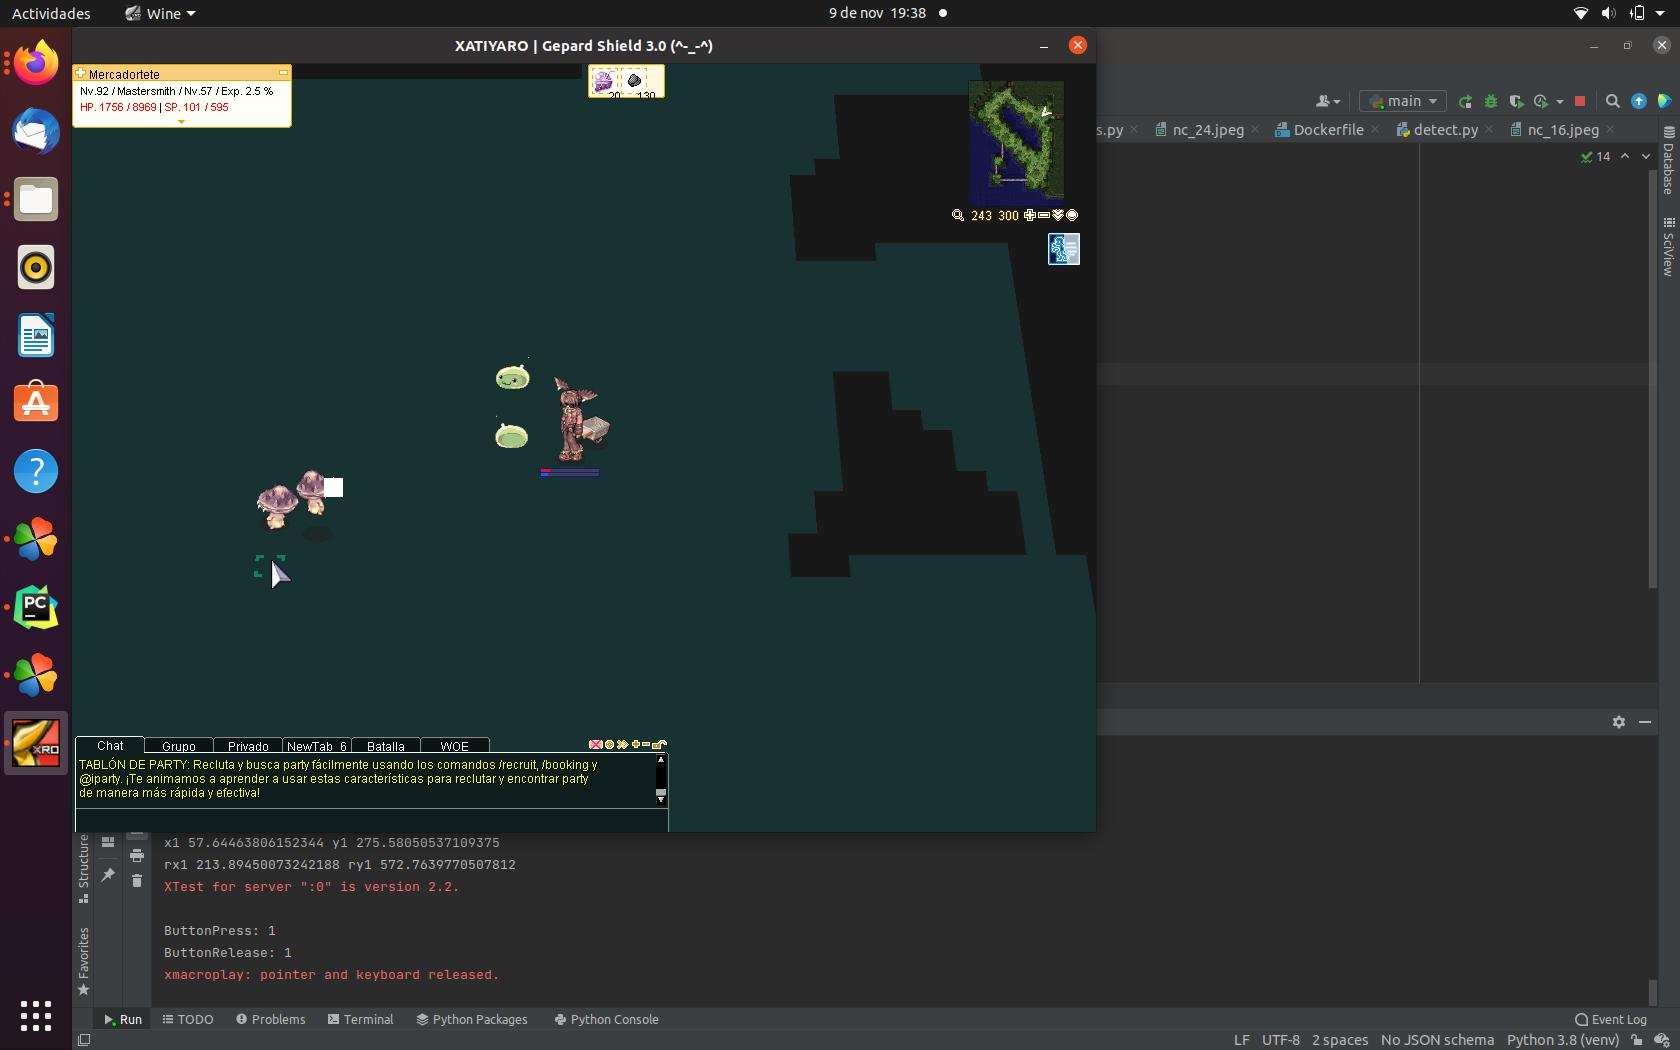 Actividades
Wine
9 de nov 19:38
XATIYARO | Gepard Shield 3.0 (^-_-^)
Mercadortete
Nv.92 / Mastersmith / Nv.57 / Exp. 2.5 %
HP. 1756 / 8969 | SP. 101 / 595
20
130
243 300
main
s.py
nc_24.jpeg
Dockerfile
detect.py
nc_16.jpeg
14
Database
SciView
PC
XRO
Chat
Grupo
Privado
NewTab_6
Batalla
WOE
TABLÓN DE PARTY: Recluta y busca party fácilmente usando los comandos /recruit, /booking y
@iparty. ¡Te animamos a aprender a usar estas características para reclutar y encontrar party
de manera más rápida y efectiva!
Structure
Favorites
x1 57.64463806152344 y1 275.58050537109375
rx1 213.89450073242188 ry1 572.7639770507812
XTest for server ":0" is version 2.2.
ButtonPress: 1
ButtonRelease: 1
xmacroplay: pointer and keyboard released.
Run
TODO
Problems
Terminal
Python Packages
Python Console
Event Log
LF UTF-8 2 spaces No JSON schema Python 3.8 (venv)